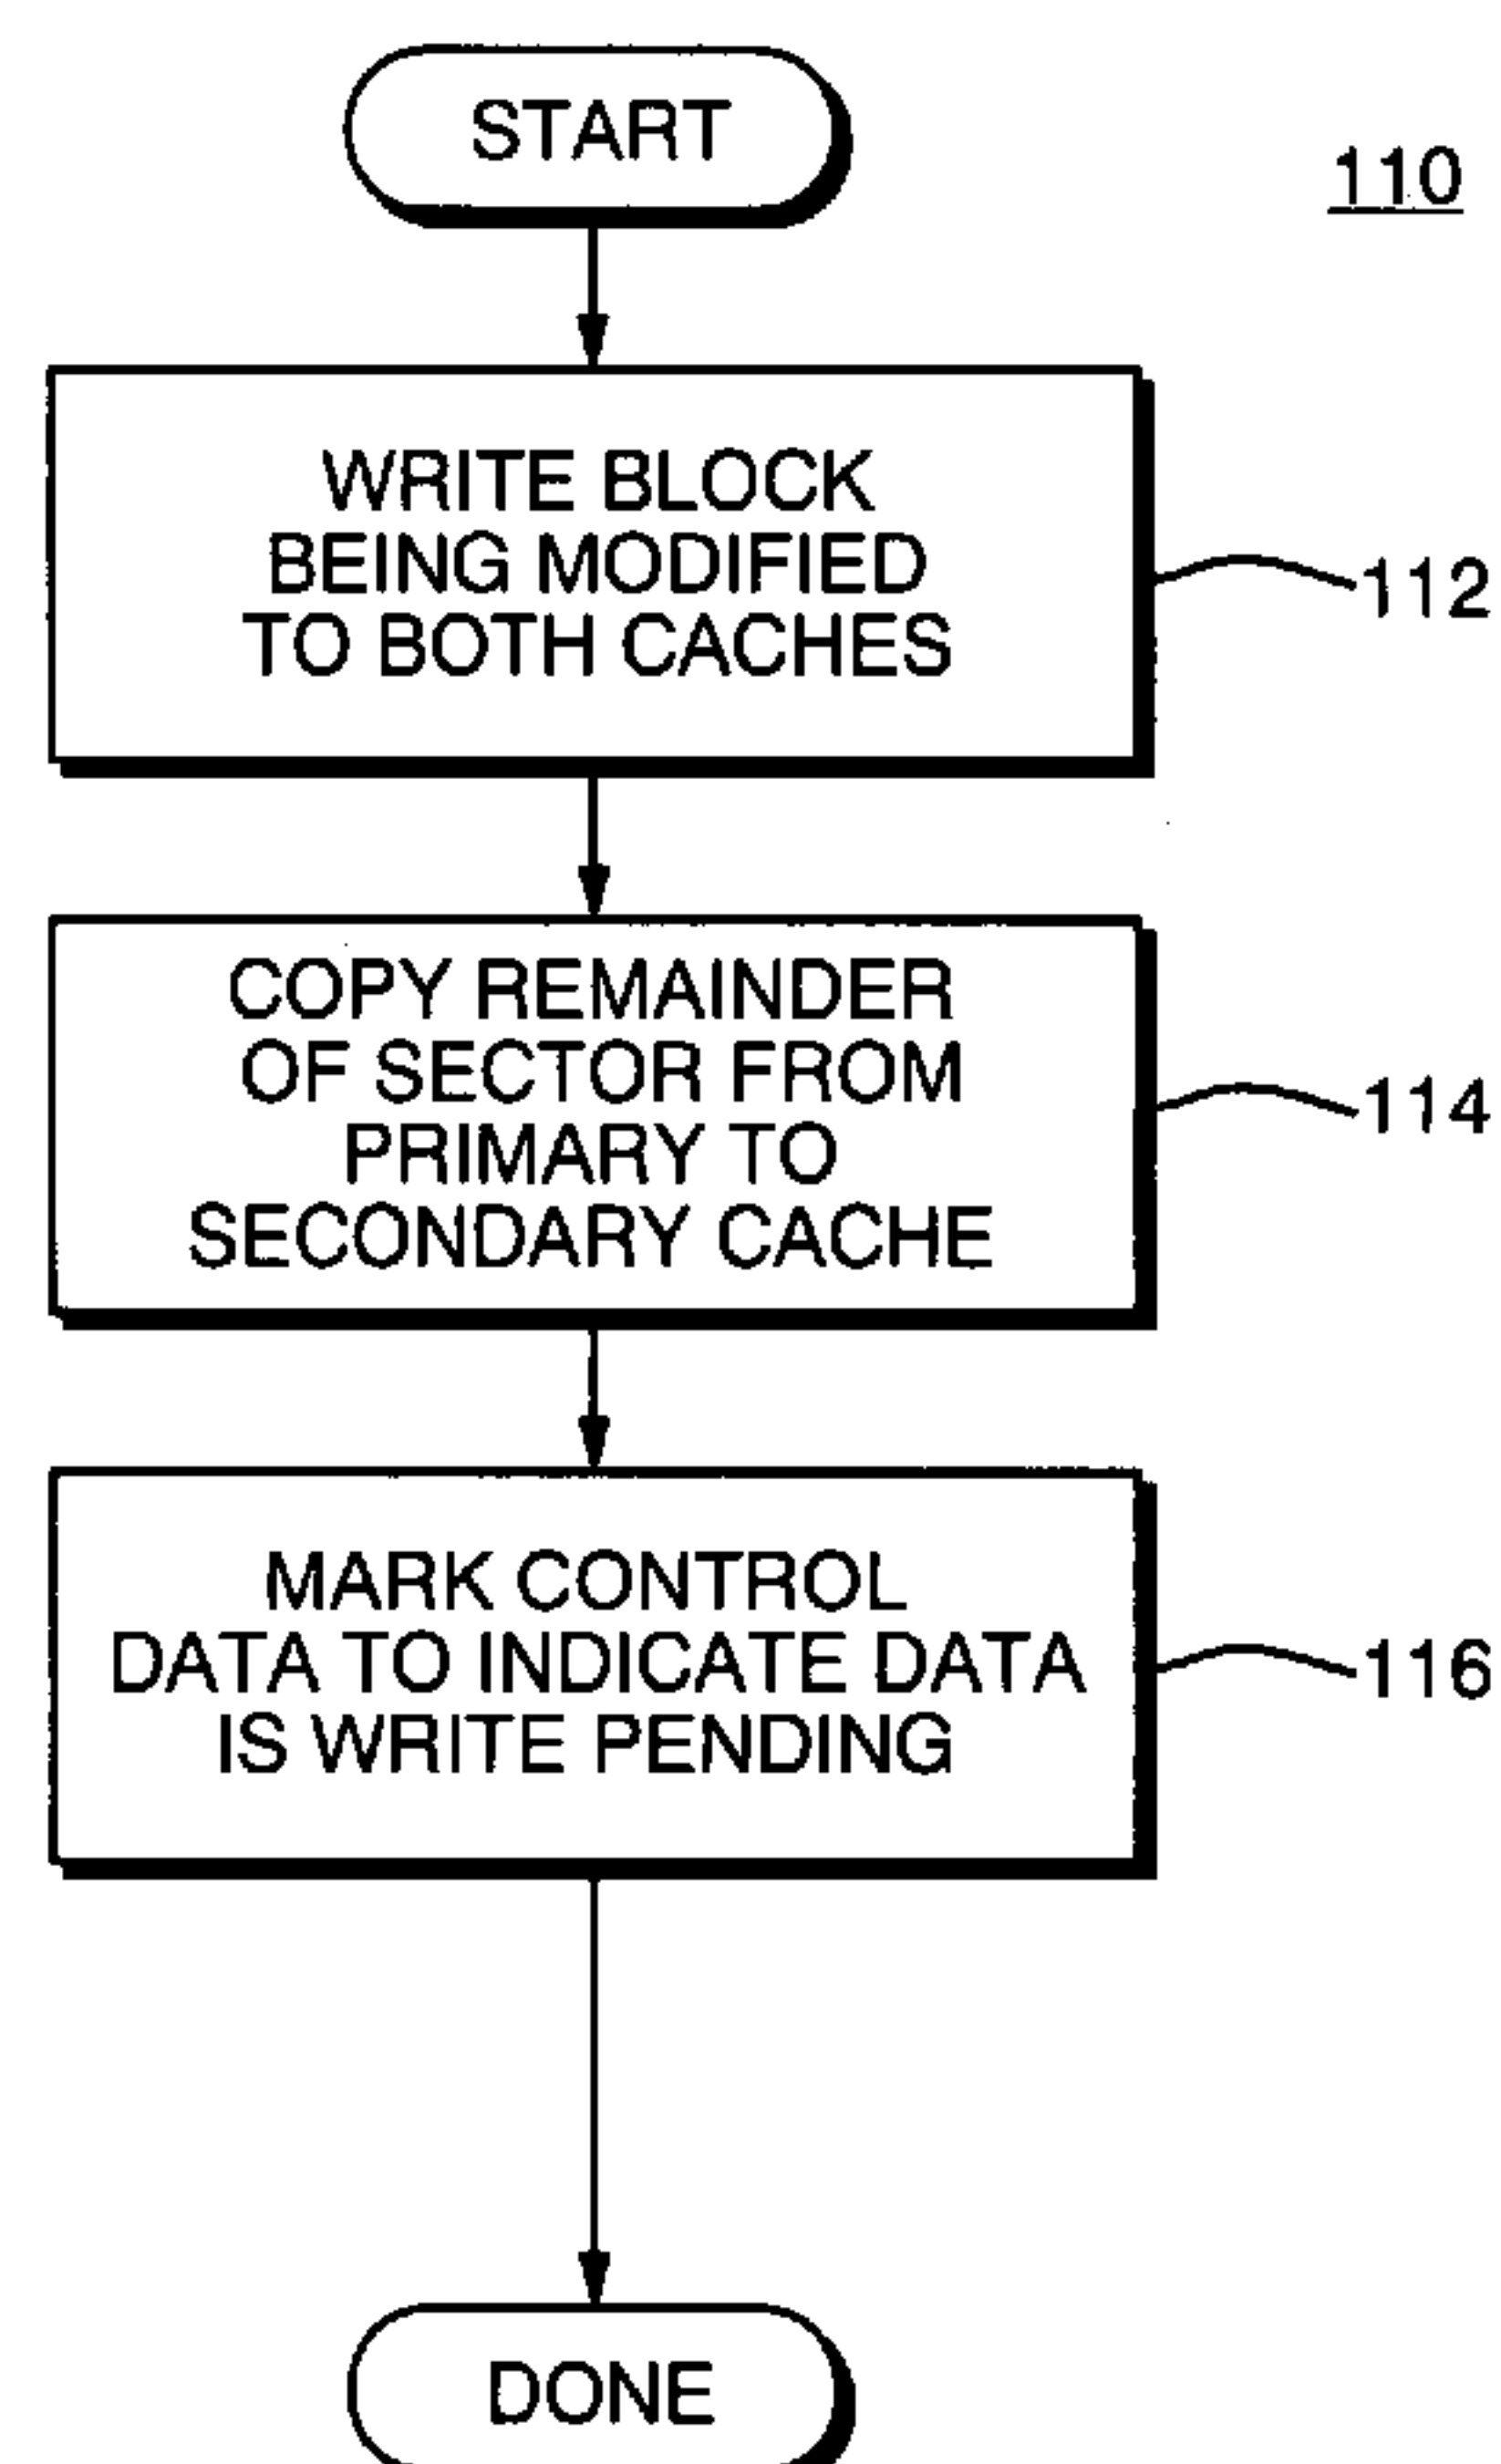 START
110
WRITE BLOCK
BEING MODIFIED
TO BOTH CACHES
112
COPY REMAINDER
OF SECTOR FROM
PRIMARY TO
SECONDARY CACHE
114
MARK CONTROL
DATA TO INDICATE DATA
IS WRITE PENDING
116
DONE